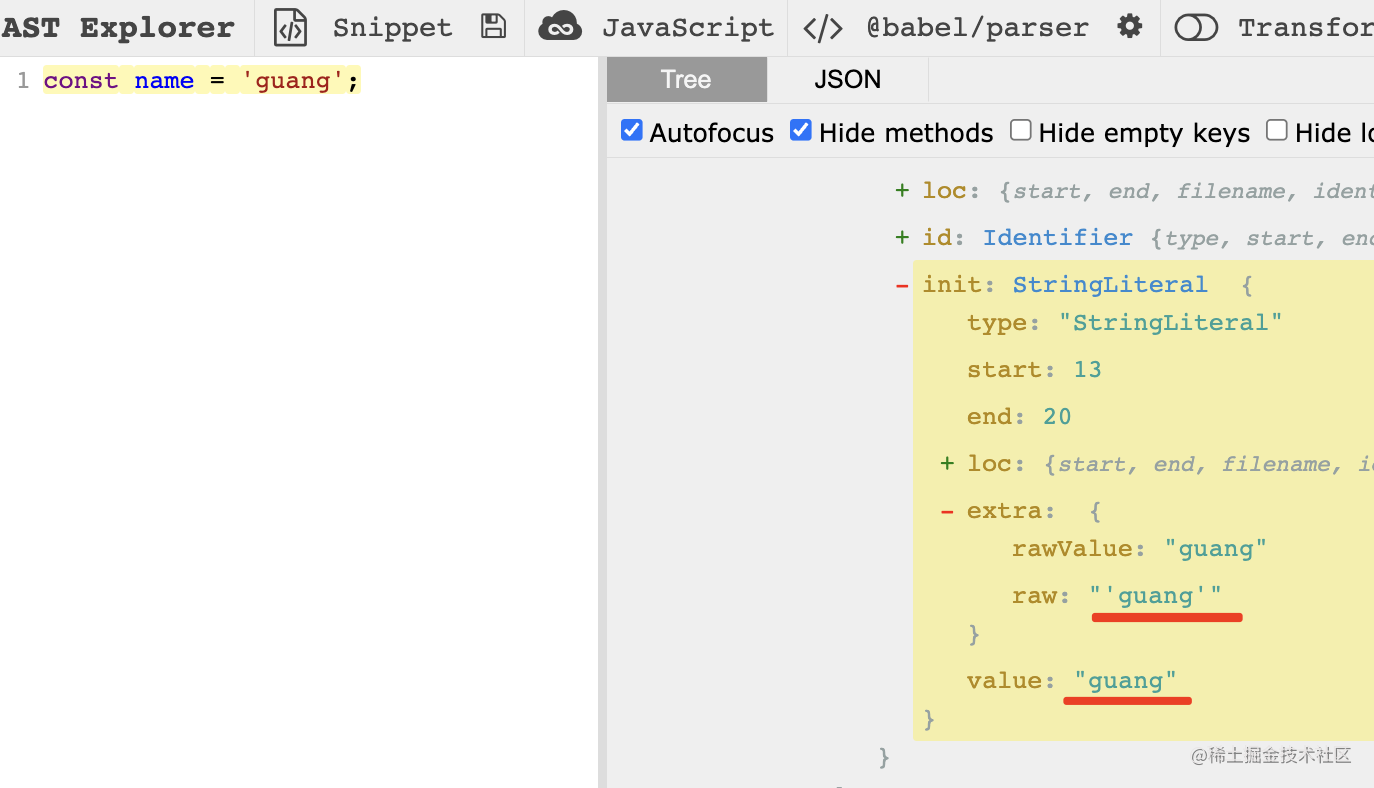 AST Explorer </> Snippet JavaScript </> @babel/parser Transfor
1 const name = 'guang';
Tree JSON
Autofocus Hide methods Hide empty keys Hide lo
+ loc: {start, end, filename, ident
+ id: Identifier {type, start, end
- init: StringLiteral {
type: "StringLiteral"
start: 13
end: 20
+ loc: {start, end, filename, id
- extra: {
rawValue: "guang"
raw: "'guang'"
}
value: "guang"
}
}
@稀土掘金技术社区